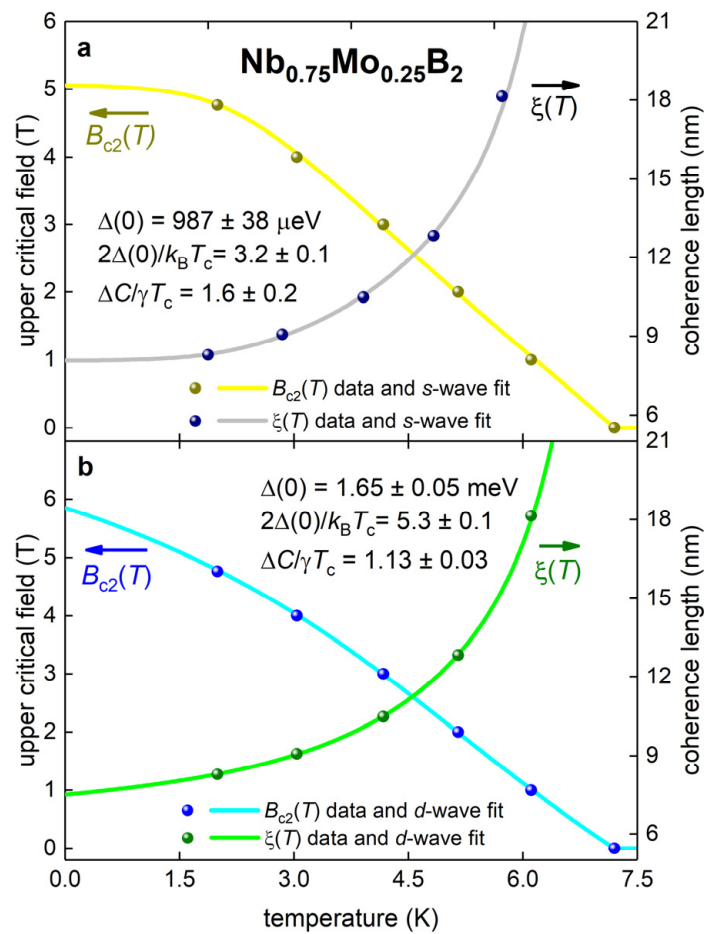 a
Nb0.75Mo0.25B2
Bc2(T)
ξ(T)
Δ(0) = 987 ± 38 μeV
2Δ(0)/kBTc= 3.2 ± 0.1
ΔC/γTc = 1.6 ± 0.2
Bc2(T) data and s-wave fit
ξ(T) data and s-wave fit
upper critical field (T)
6
5
4
3
2
1
0
coherence length (nm)
21
18
15
12
9
6
b
Δ(0) = 1.65 ± 0.05 meV
2Δ(0)/kBTc= 5.3 ± 0.1
ΔC/γTc = 1.13 ± 0.03
Bc2(T)
ξ(T)
Bc2(T) data and d-wave fit
ξ(T) data and d-wave fit
upper critical field (T)
6
5
4
3
2
1
0
coherence length (nm)
21
18
15
12
9
6
0.0 1.5 3.0 4.5 6.0 7.5
temperature (K)